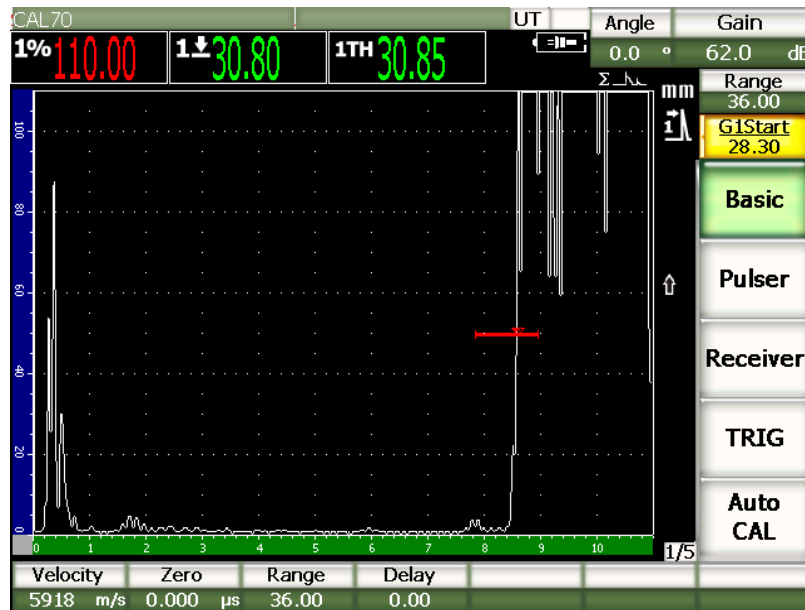 CAL70 UT Angle Gain
1% 110.00 1 30.80 1TH 30.85 0.0 ° 62.0 dB
Σ mm Range
36.00
1 G1Start
28.30
Basic
Pulser
Receiver
TRIG
Auto
CAL
100
80
60
40
20
0
0 1 2 3 4 5 6 7 8 9 10 1/5
Velocity Zero Range Delay
5918 m/s 0.000 µs 36.00 0.00